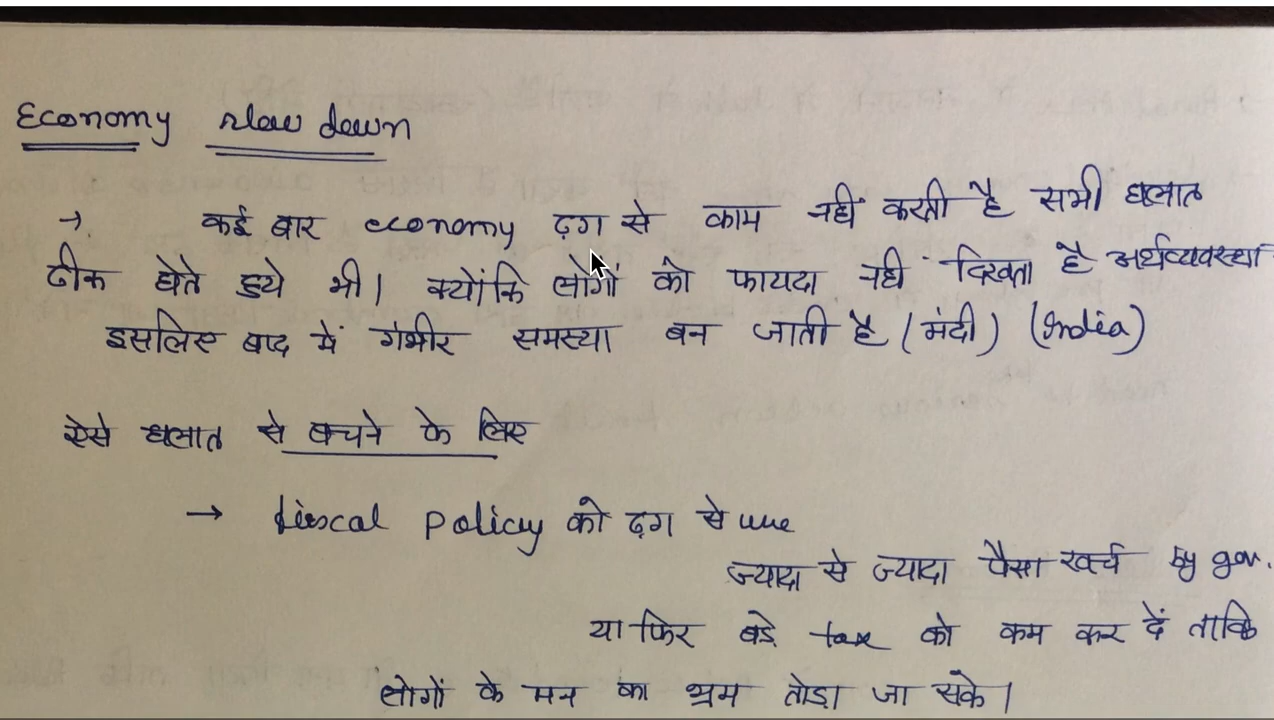 Economy slow down
→ कई बार economy ढ़ग से काम नहीं करती है सभी हालात
ठीक होते हुये भी। क्योंकि लोगों को फायदा नही दिखता है अर्थव्यवस्था
इसलिए बाद में गंभीर समस्या बन जाती है (मंदी) (India)
ऐसे हालात से बचने के लिए
→ fiscal policy को ढ़ग से use
ज्यादा से ज्यादा पैसा खर्च by gov.
या फिर बडे tax को कम कर दें ताकि
लोगों के मन का भ्रम तोडा जा सके।